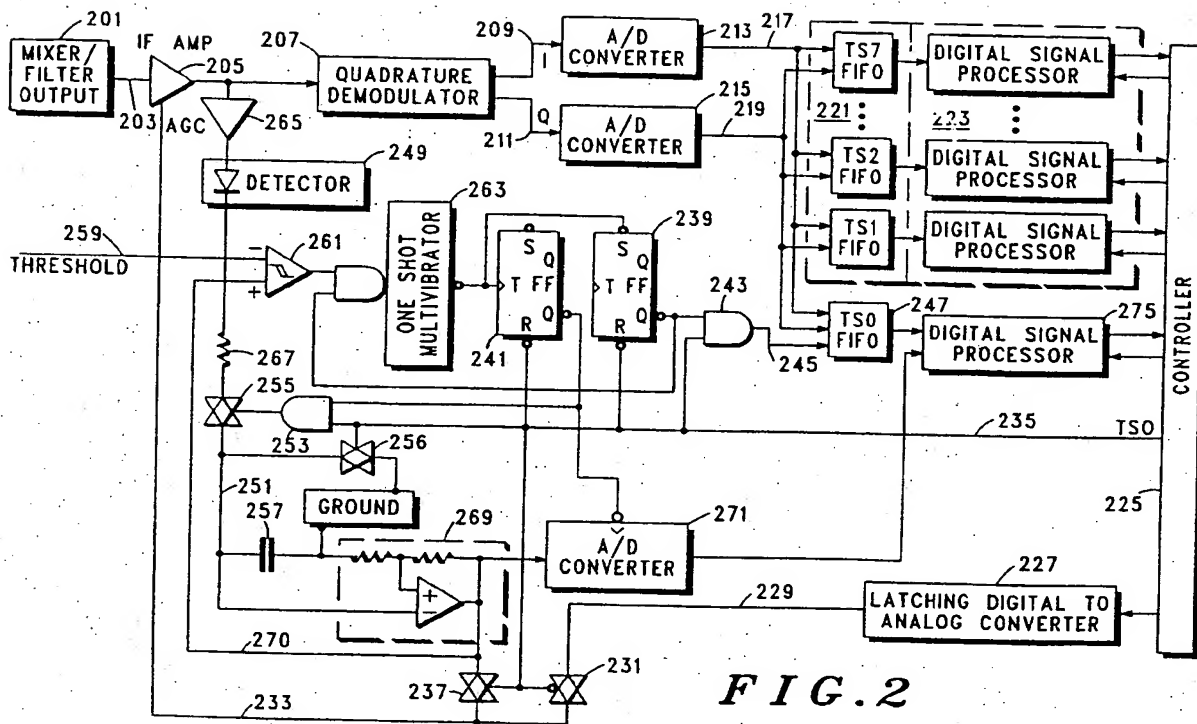 201
MIXER/
FILTER
OUTPUT
IF AMP
205
203
AGC
265
207
QUADRATURE
DEMODULATOR
209
I
A/D
CONVERTER
213
217
Q
211
A/D
CONVERTER
215
219
TS7
FIFO
DIGITAL SIGNAL
PROCESSOR
221
223
TS2
FIFO
DIGITAL SIGNAL
PROCESSOR
TS1
FIFO
DIGITAL SIGNAL
PROCESSOR
TS0
FIFO
247
DIGITAL SIGNAL
PROCESSOR
275
CONTROLLER
249
DETECTOR
259
THRESHOLD
-
+
261
263
ONE SHOT
MULTIVIBRATOR
S
Q
T FF
Q
R
241
239
S
Q
T FF
Q
R
243
245
267
255
253
256
235
TSO
225
251
257
GROUND
269
+
-
271
A/D
CONVERTER
227
LATCHING DIGITAL TO
ANALOG CONVERTER
229
270
237
231
233
FIG.2